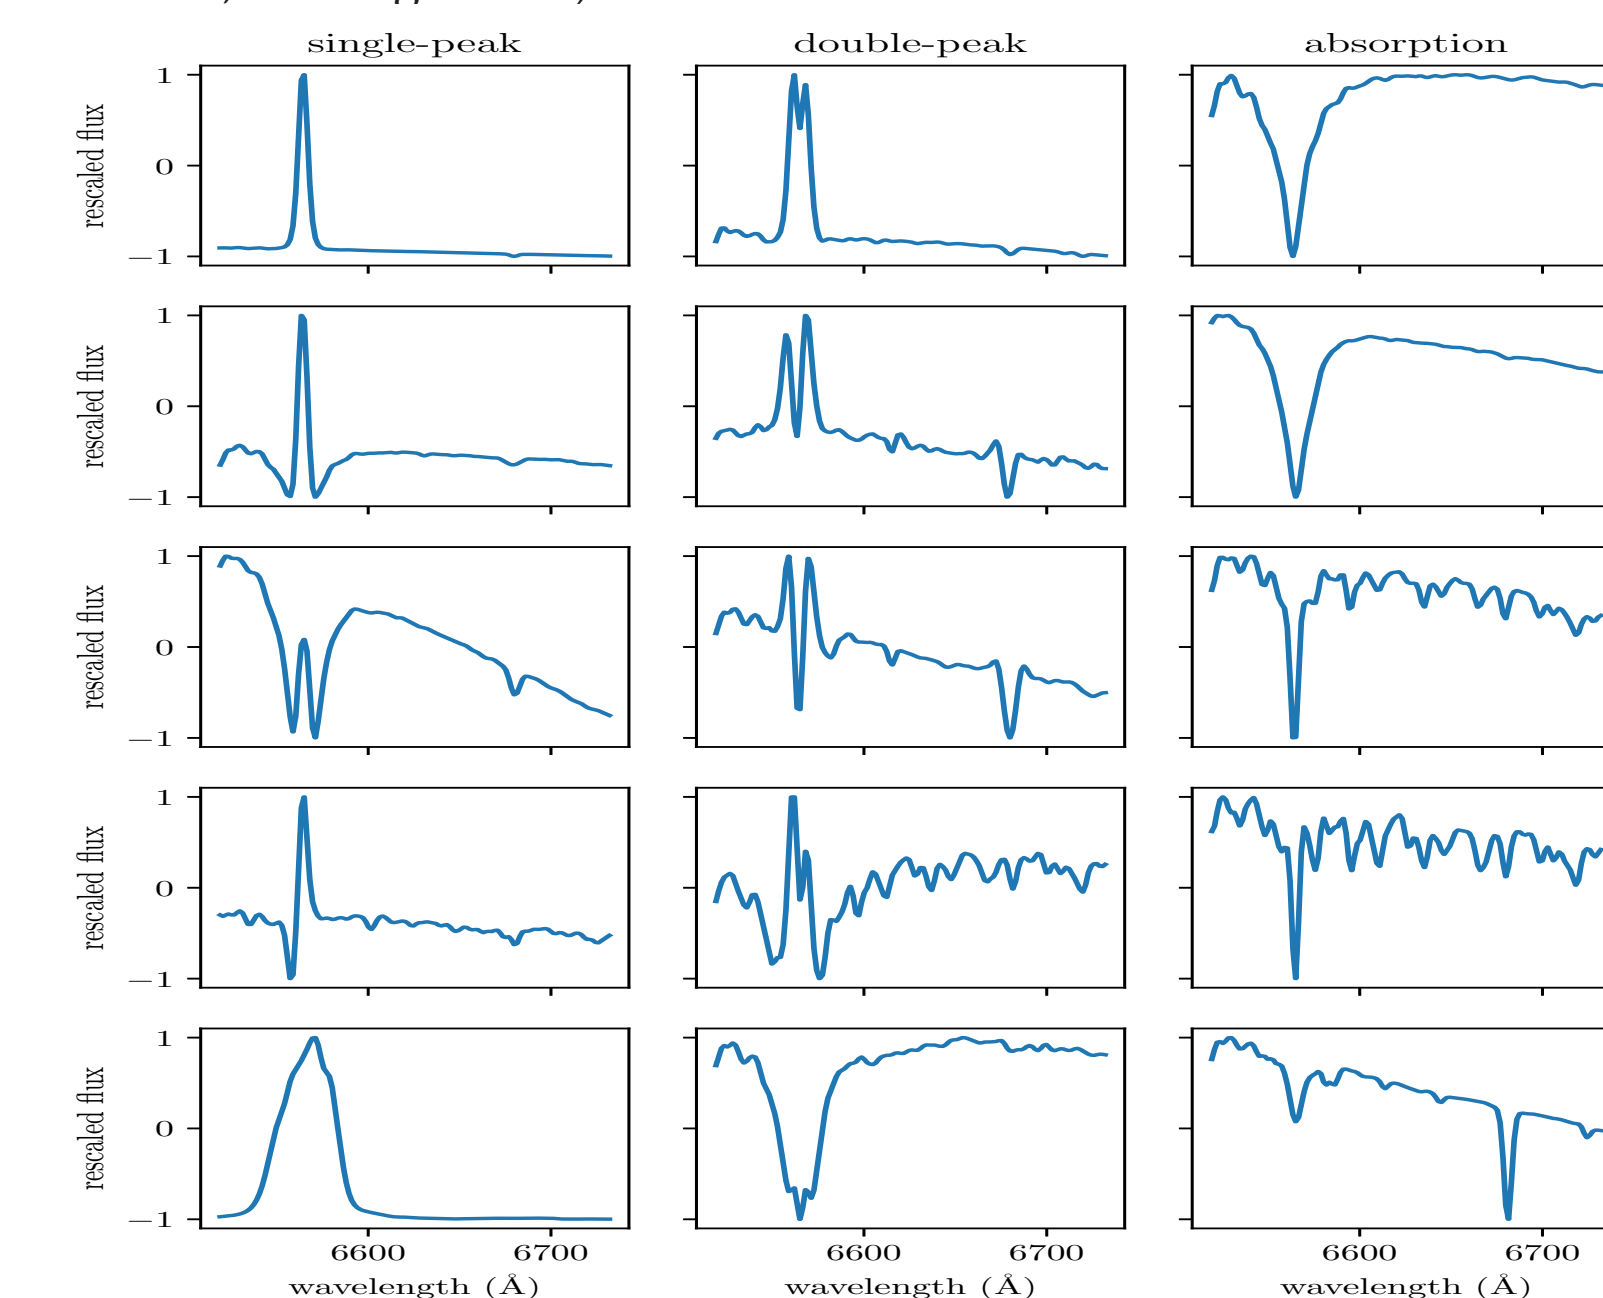 single-peak double-peak absorption
rescaled flux
1
0
−1
rescaled flux
1
0
−1
rescaled flux
1
0
−1
rescaled flux
1
0
−1
rescaled flux
1
0
−1
6600 6700 6600 6700 6600 6700
wavelength (Å) wavelength (Å) wavelength (Å)